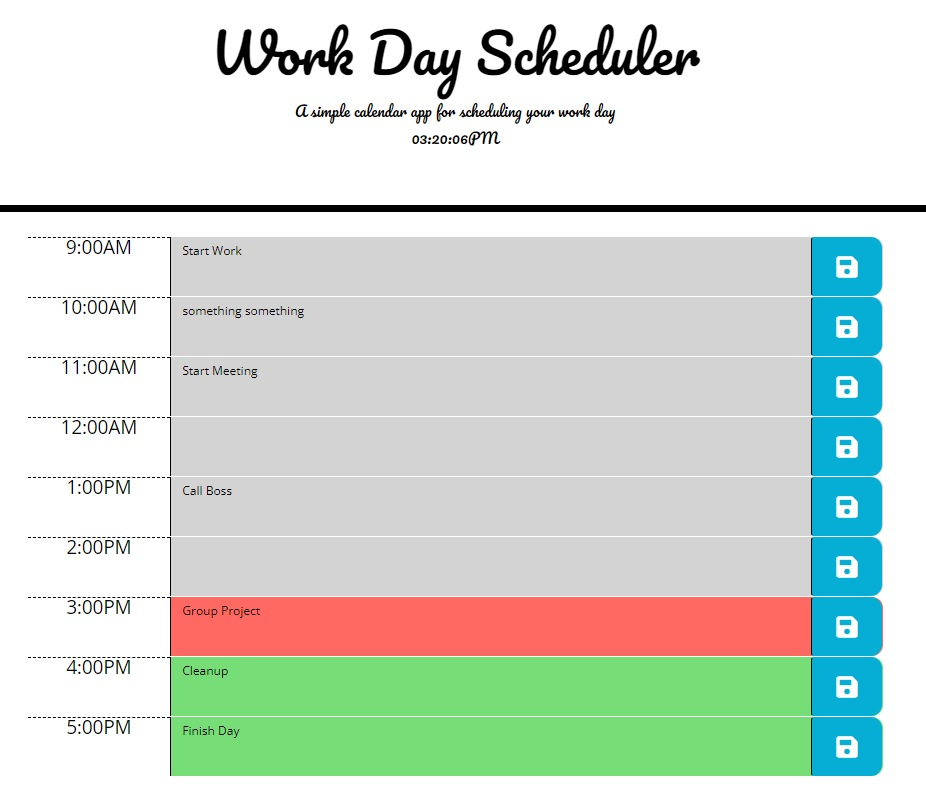 Work Day Scheduler
A simple calendar app for scheduling your work day
03:20:06PM
9:00AM Start Work
10:00AM something something
11:00AM Start Meeting
12:00AM
1:00PM Call Boss
2:00PM
3:00PM Group Project
4:00PM Cleanup
5:00PM Finish Day